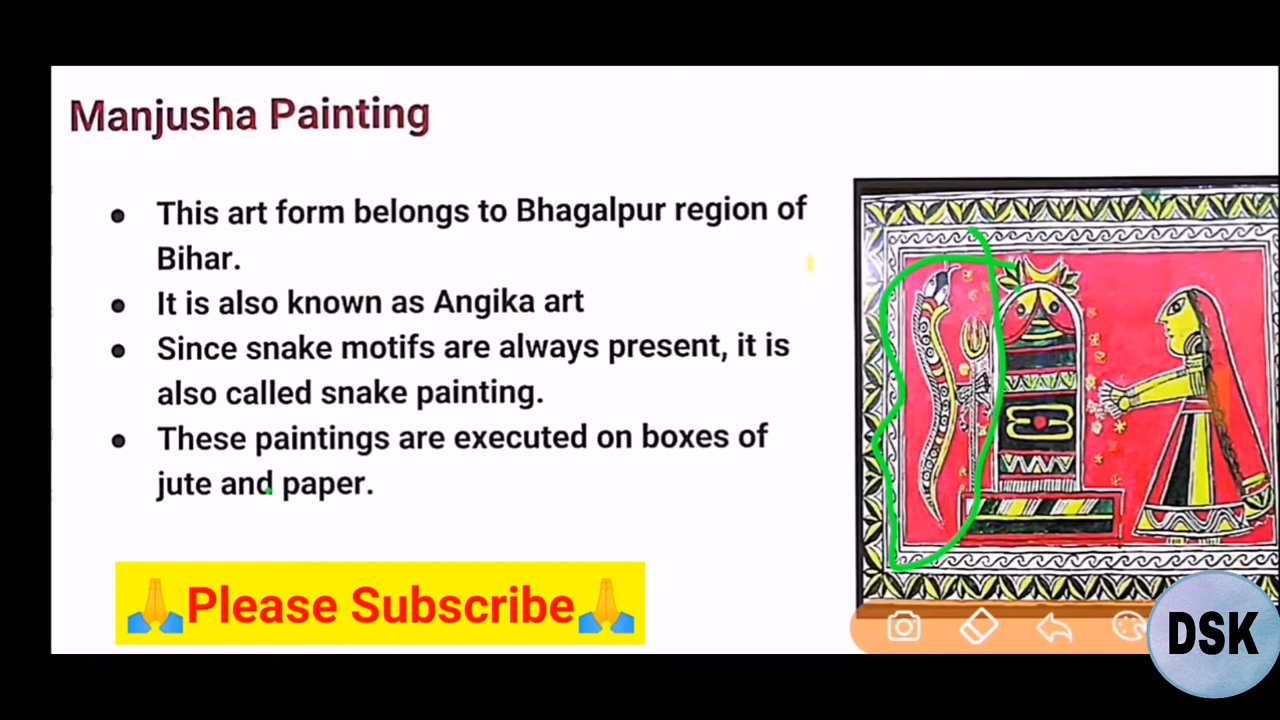 Manjusha Painting
This art form belongs to Bhagalpur region of
Bihar.
It is also known as Angika art
Since snake motifs are always present, it is
also called snake painting.
These paintings are executed on boxes of
jute and paper.
🙏Please Subscribe🙏
DSK